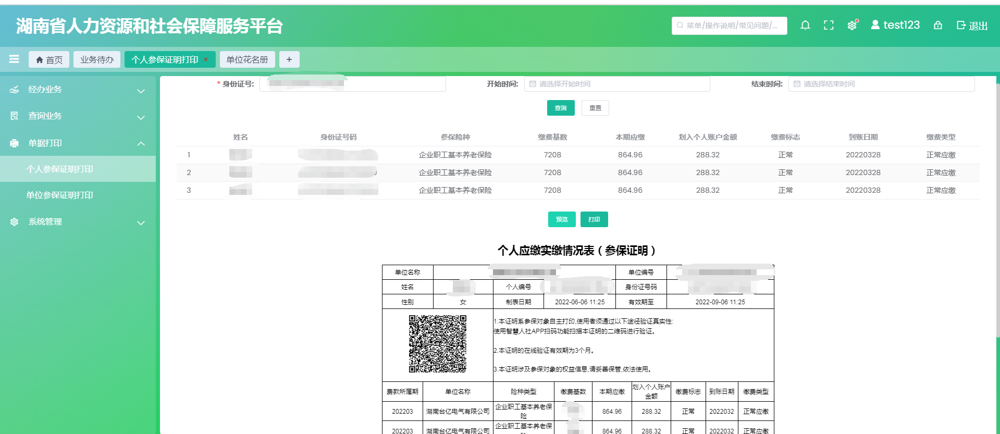 湖南省人力资源和社会保障服务平台
菜单/操作说明/常见问题/...
test123
退出
首页
业务待办
个人参保证明打印 ×
单位花名册
+
经办业务
查询业务
单据打印
个人参保证明打印
单位参保证明打印
系统管理
* 身份证号:
开始时间: 请选择开始时间
结束时间: 请选择结束时间
查询 重置
姓名 身份证号码 参保险种 缴费基数 本期应缴 划入个人账户金额 缴费标志 到账日期 缴费类型
1 企业职工基本养老保险 7208 864.96 288.32 正常 20220328 正常应缴
2 企业职工基本养老保险 7208 864.96 288.32 正常 20220328 正常应缴
3 企业职工基本养老保险 7208 864.96 288.32 正常 20220328 正常应缴
预览 打印
个人应缴实缴情况表（参保证明）
单位名称 单位编号
姓名 个人编号 身份证号码
性别 女 制表日期 2022-06-06 11:25 有效期至 2022-09-06 11:25
1.本证明系参保对象自主打印,使用者须通过以下途径验证真实性:
使用智慧人社APP扫码功能扫描本证明的二维码进行验证。
2.本证明的在线验证有效期为3个月。
3.本证明涉及参保对象的权益信息,请妥善保管,依法使用。
费款所属期 单位名称 险种类型 缴费基数 本期应缴 划入个人账户金额 缴费标志 到账日期 缴费类型
202203 湖南台亿电气有限公司 企业职工基本养老保险 864.96 288.32 正常 2022032 正常应缴
202203 湖南台亿电气有限公司 企业职工基本养老保 864.96 288.32 正常 2022032 正常应缴